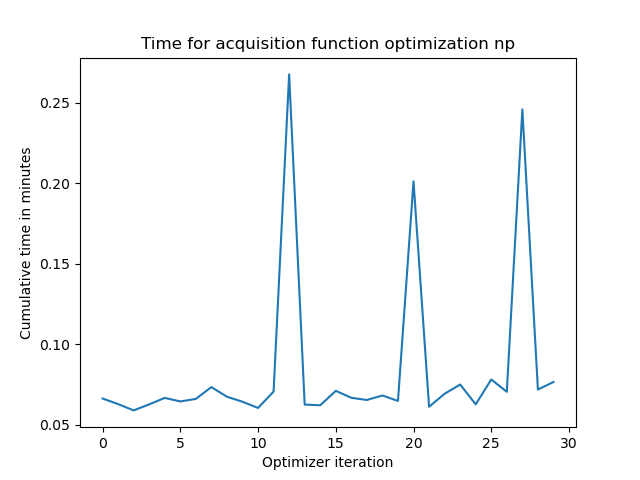 Time for acquisition function optimization np
Cumulative time in minutes
0.25
0.20
0.15
0.10
0.05
0 5 10 15 20 25 30
Optimizer iteration